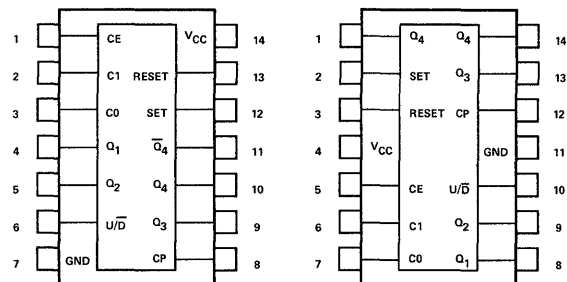 1 CE V_CC 14
2 C1 RESET 13
3 C0 SET 12
4 Q₁ Q̅₄ 11
5 Q₂ Q₄ 10
6 U/D̅ Q₃ 9
7 GND CP 8
1 Q₄ Q₄ 14
2 SET Q₃ 13
3 RESET CP 12
4 V_CC GND 11
5 CE U/D̅ 10
6 C1 Q₂ 9
7 C0 Q₁ 8